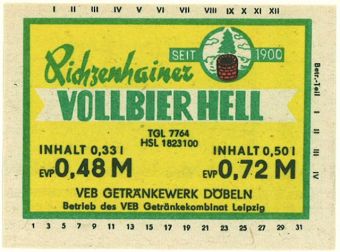 I II III IV V VI VII VIII IX X XI XII
SEIT 1900
Richzenhainer
VOLLBIER HELL
TGL 7764
HSL 1823100
INHALT 0,33 l
EVP 0,48 M
INHALT 0,50 l
EVP 0,72 M
VEB GETRÄNKEWERK DÖBELN
Betrieb des VEB Getränkekombinat Leipzig
Betr.-Teil I II III IV
1 3 5 7 9 11 13 15 17 19 21 23 25 27 29 31